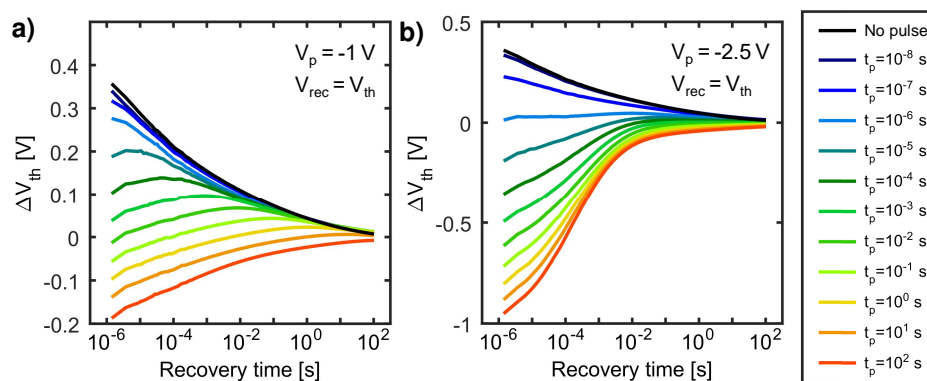 a)
V_p = -1 V
V_rec = V_th
0.4
0.3
0.2
0.1
0
-0.1
-0.2
ΔV_th [V]
10^-6 10^-4 10^-2 10^0 10^2
Recovery time [s]
b)
V_p = -2.5 V
V_rec = V_th
0.5
0
-0.5
-1
ΔV_th [V]
10^-6 10^-4 10^-2 10^0 10^2
Recovery time [s]
No pulse
t_p=10^-8 s
t_p=10^-7 s
t_p=10^-6 s
t_p=10^-5 s
t_p=10^-4 s
t_p=10^-3 s
t_p=10^-2 s
t_p=10^-1 s
t_p=10^0 s
t_p=10^1 s
t_p=10^2 s